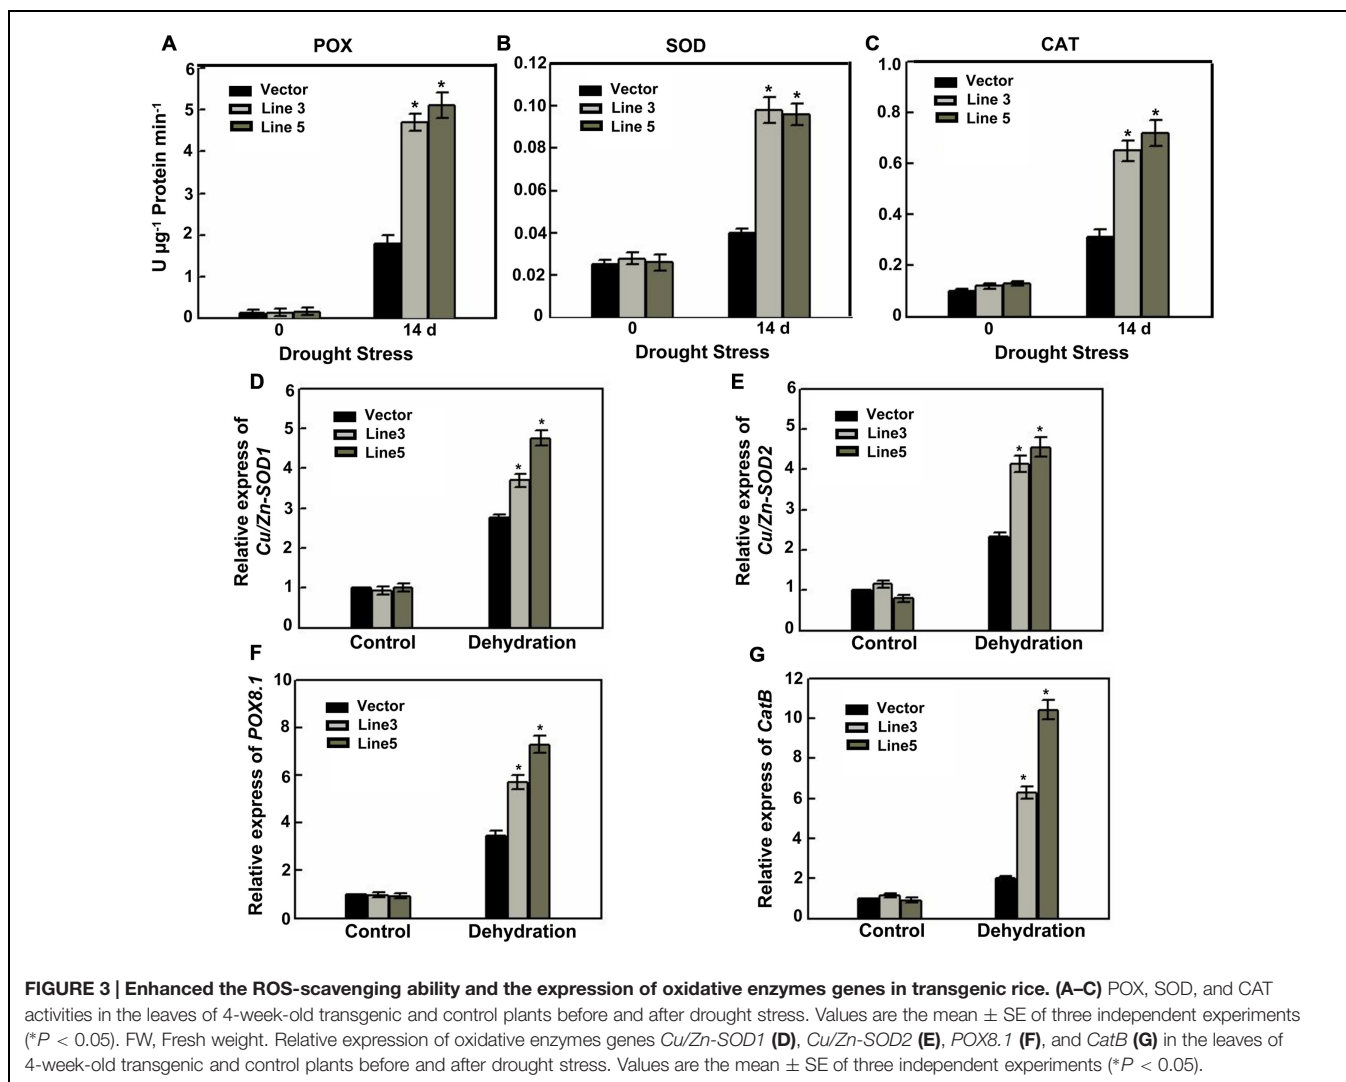 A POX
6
5
4
3
2
1
0
U µg⁻¹ Protein min⁻¹
Vector
Line 3
Line 5
* *
0 14 d
Drought Stress
B SOD
0.12
0.10
0.08
0.06
0.04
0.02
0
Vector
Line 3
Line 5
* *
0 14 d
Drought Stress
C CAT
1.0
0.8
0.6
0.4
0.2
0
Vector
Line 3
Line 5
* *
0 14 d
Drought Stress
D
6
5
4
3
2
1
0
Relative express of
Cu/Zn-SOD1
Vector
Line3
Line5
* *
Control Dehydration
E
6
5
4
3
2
1
0
Relative express of
Cu/Zn-SOD2
Vector
Line3
Line5
* *
Control Dehydration
F
10
8
6
4
2
0
Relative express of POX8.1
Vector
Line3
Line5
* *
Control Dehydration
G
12
10
8
6
4
2
0
Relative express of CatB
Vector
Line3
Line5
* *
Control Dehydration
FIGURE 3 | Enhanced the ROS-scavenging ability and the expression of oxidative enzymes genes in transgenic rice. (A–C) POX, SOD, and CAT
activities in the leaves of 4-week-old transgenic and control plants before and after drought stress. Values are the mean ± SE of three independent experiments
(*P < 0.05). FW, Fresh weight. Relative expression of oxidative enzymes genes Cu/Zn-SOD1 (D), Cu/Zn-SOD2 (E), POX8.1 (F), and CatB (G) in the leaves of
4-week-old transgenic and control plants before and after drought stress. Values are the mean ± SE of three independent experiments (*P < 0.05).